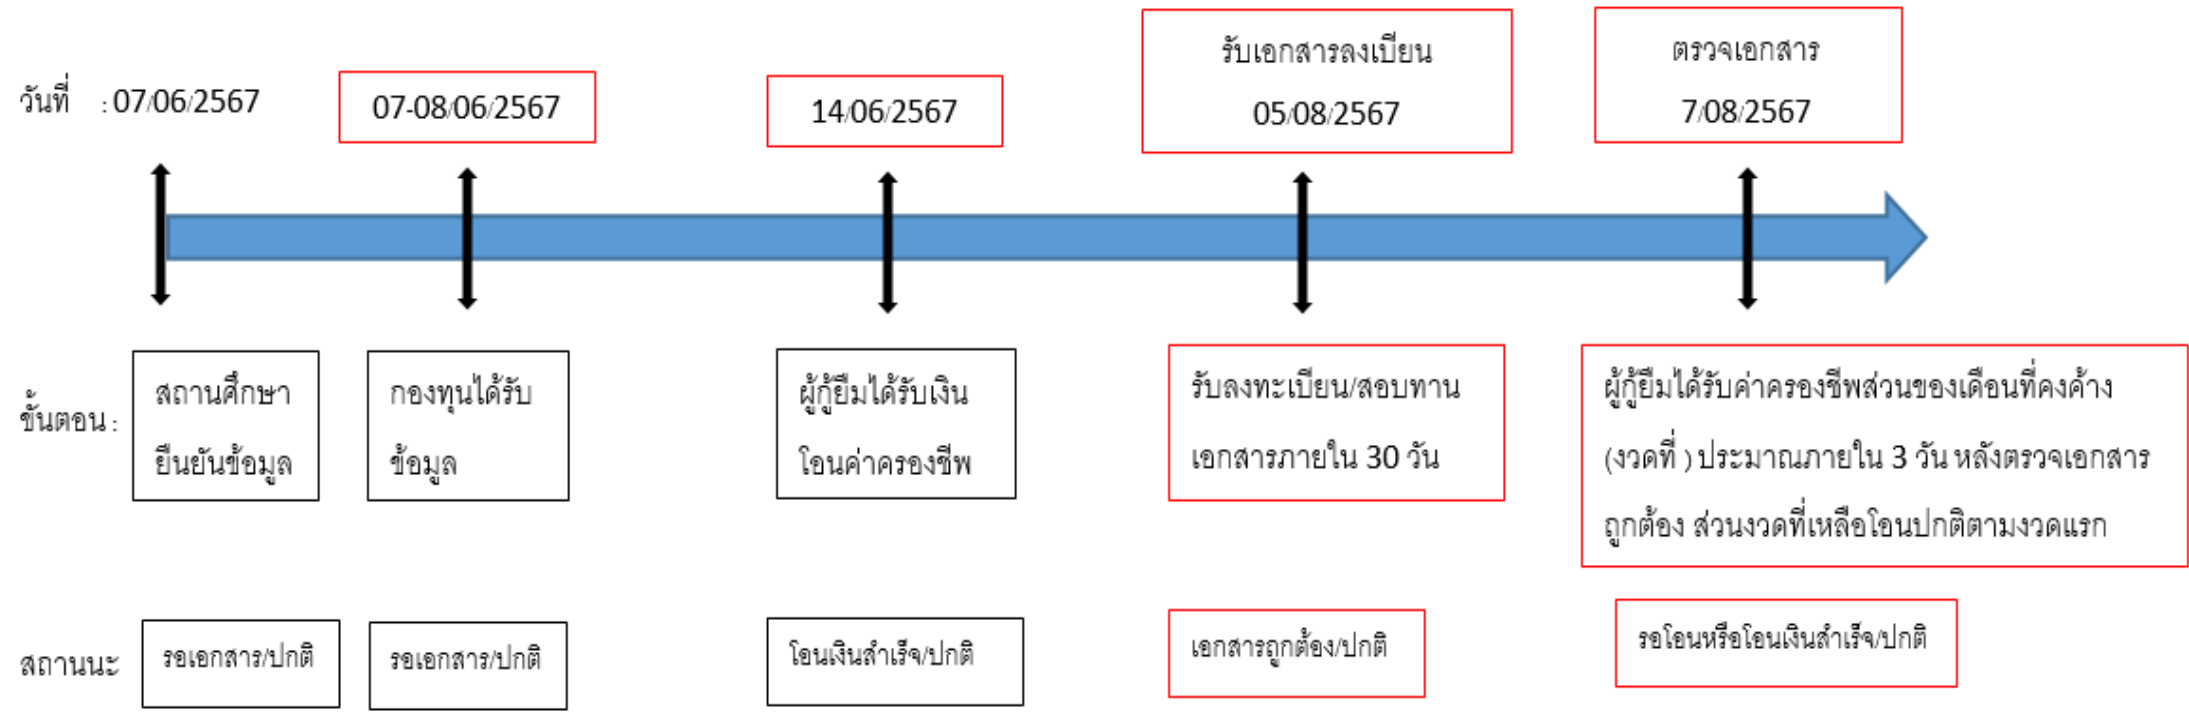 วันที่ : 07/06/2567
07-08/06/2567
14/06/2567
รับเอกสารลงเบียน
05/08/2567
ตรวจเอกสาร
7/08/2567
ขั้นตอน :
สถานศึกษา
ยืนยันข้อมูล
กองทุนได้รับ
ข้อมูล
ผู้กู้ยืมได้รับเงิน
โอนค่าครองชีพ
รับลงทะเบียน/สอบทาน
เอกสารภายใน 30 วัน
ผู้กู้ยืมได้รับค่าครองชีพส่วนของเดือนที่คงค้าง
(งวดที่ ) ประมาณภายใน 3 วัน หลังตรวจเอกสาร
ถูกต้อง ส่วนงวดที่เหลือโอนปกติตามงวดแรก
สถานนะ
รอเอกสาร/ปกติ
รอเอกสาร/ปกติ
โอนเงินสำเร็จ/ปกติ
เอกสารถูกต้อง/ปกติ
รอโอนหรือโอนเงินสำเร็จ/ปกติ